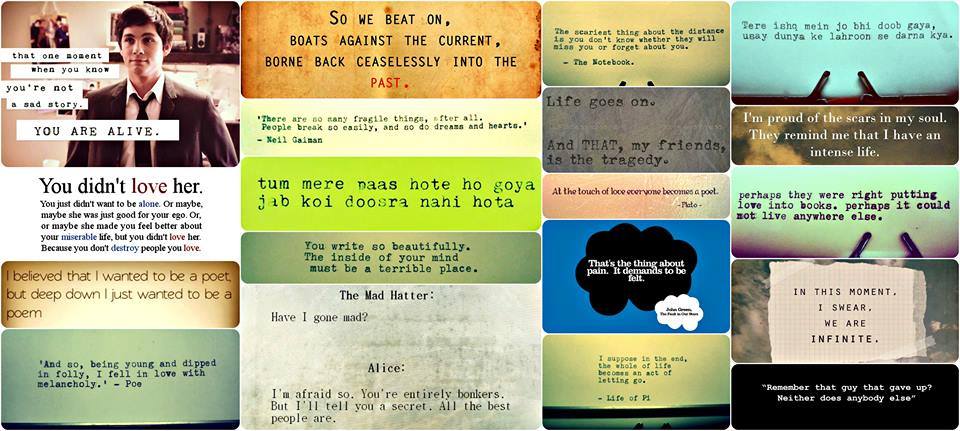 that one moment
when you know
you're not
a sad story.
YOU ARE ALIVE.
You didn't love her.
You just didn't want to be alone. Or maybe,
maybe she was just good for your ego. Or,
or maybe she made you feel better about
your miserable life, but you didn't love her.
Because you don't destroy people you love.
I believed that I wanted to be a poet,
but deep down I just wanted to be a
poem
'And so, being young and dipped
in folly, I fell in love with
melancholy.' - Poe
SO WE BEAT ON,
BOATS AGAINST THE CURRENT,
BORNE BACK CEASELESSLY INTO THE
PAST.
'There are so many fragile things, after all.
People break so easily, and so do dreams and hearts.'
- Neil Gaiman
tum mere paas hote ho goya
jab koi doosra nahi hota
You write so beautifully.
The inside of your mind
must be a terrible place.
The Mad Hatter:
Have I gone mad?
Alice:
I'm afraid so. You're entirely bonkers.
But I'll tell you a secret. All the best
people are.
The scariest thing about the distance
is you don't know whether they will
miss you or forget about you.
- The Notebook.
Life goes on.
And THAT, my friends,
is the tragedy.
At the touch of love everyone becomes a poet.
- Plato -
That's the thing about
pain. It demands to be
felt.
John Green,
The Fault in Our Stars
I suppose in the end,
the whole of life
becomes an act of
letting go.
- Life of Pi
Tere ishq mein jo bhi doob gaya,
usay dunya ke lahroon se darna kya.
I'm proud of the scars in my soul.
They remind me that I have an
intense life.
perhaps they were right putting
love into books. perhaps it could
not live anywhere else.
IN THIS MOMENT,
I SWEAR,
WE ARE
INFINITE.
"Remember that guy that gave up?
Neither does anybody else"